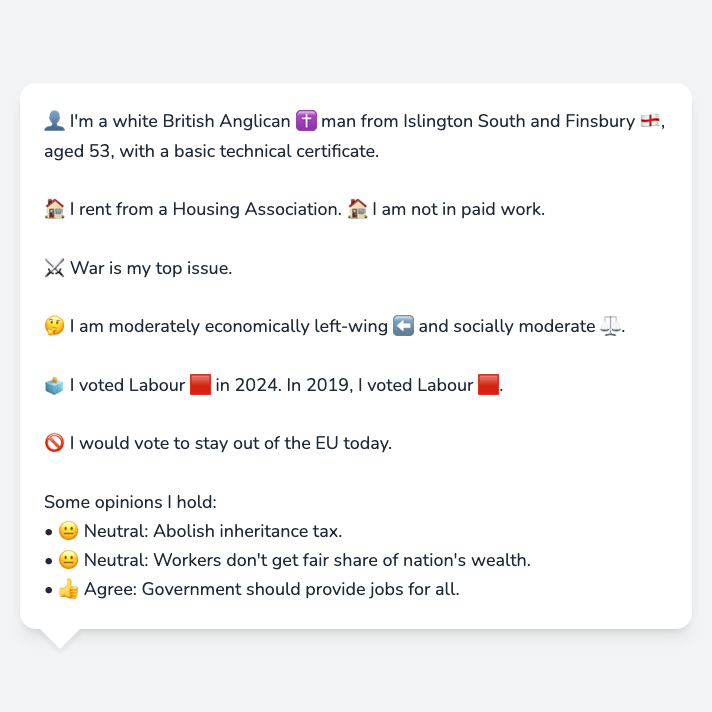 👤 I'm a white British Anglican ✝️ man from Islington South and Finsbury 🏴󠁧󠁢󠁥󠁮󠁧󠁿,
aged 53, with a basic technical certificate.
🏠 I rent from a Housing Association. 🏠 I am not in paid work.
⚔️ War is my top issue.
🤔 I am moderately economically left-wing ⬅️ and socially moderate ⚖️.
🗳️ I voted Labour 🟥 in 2024. In 2019, I voted Labour 🟥.
🚫 I would vote to stay out of the EU today.
Some opinions I hold:
• 😐 Neutral: Abolish inheritance tax.
• 😐 Neutral: Workers don't get fair share of nation's wealth.
• 👍 Agree: Government should provide jobs for all.